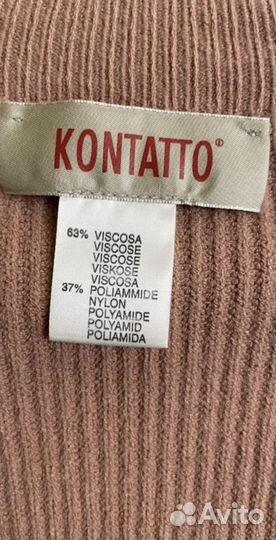 KONTATTO®
63% VISCOSA
VISCOSE
VISCOSE
VISKOSE
VISCOSA
37% POLIAMMIDE
NYLON
POLYAMIDE
POLYAMID
POLIAMIDA
Avito